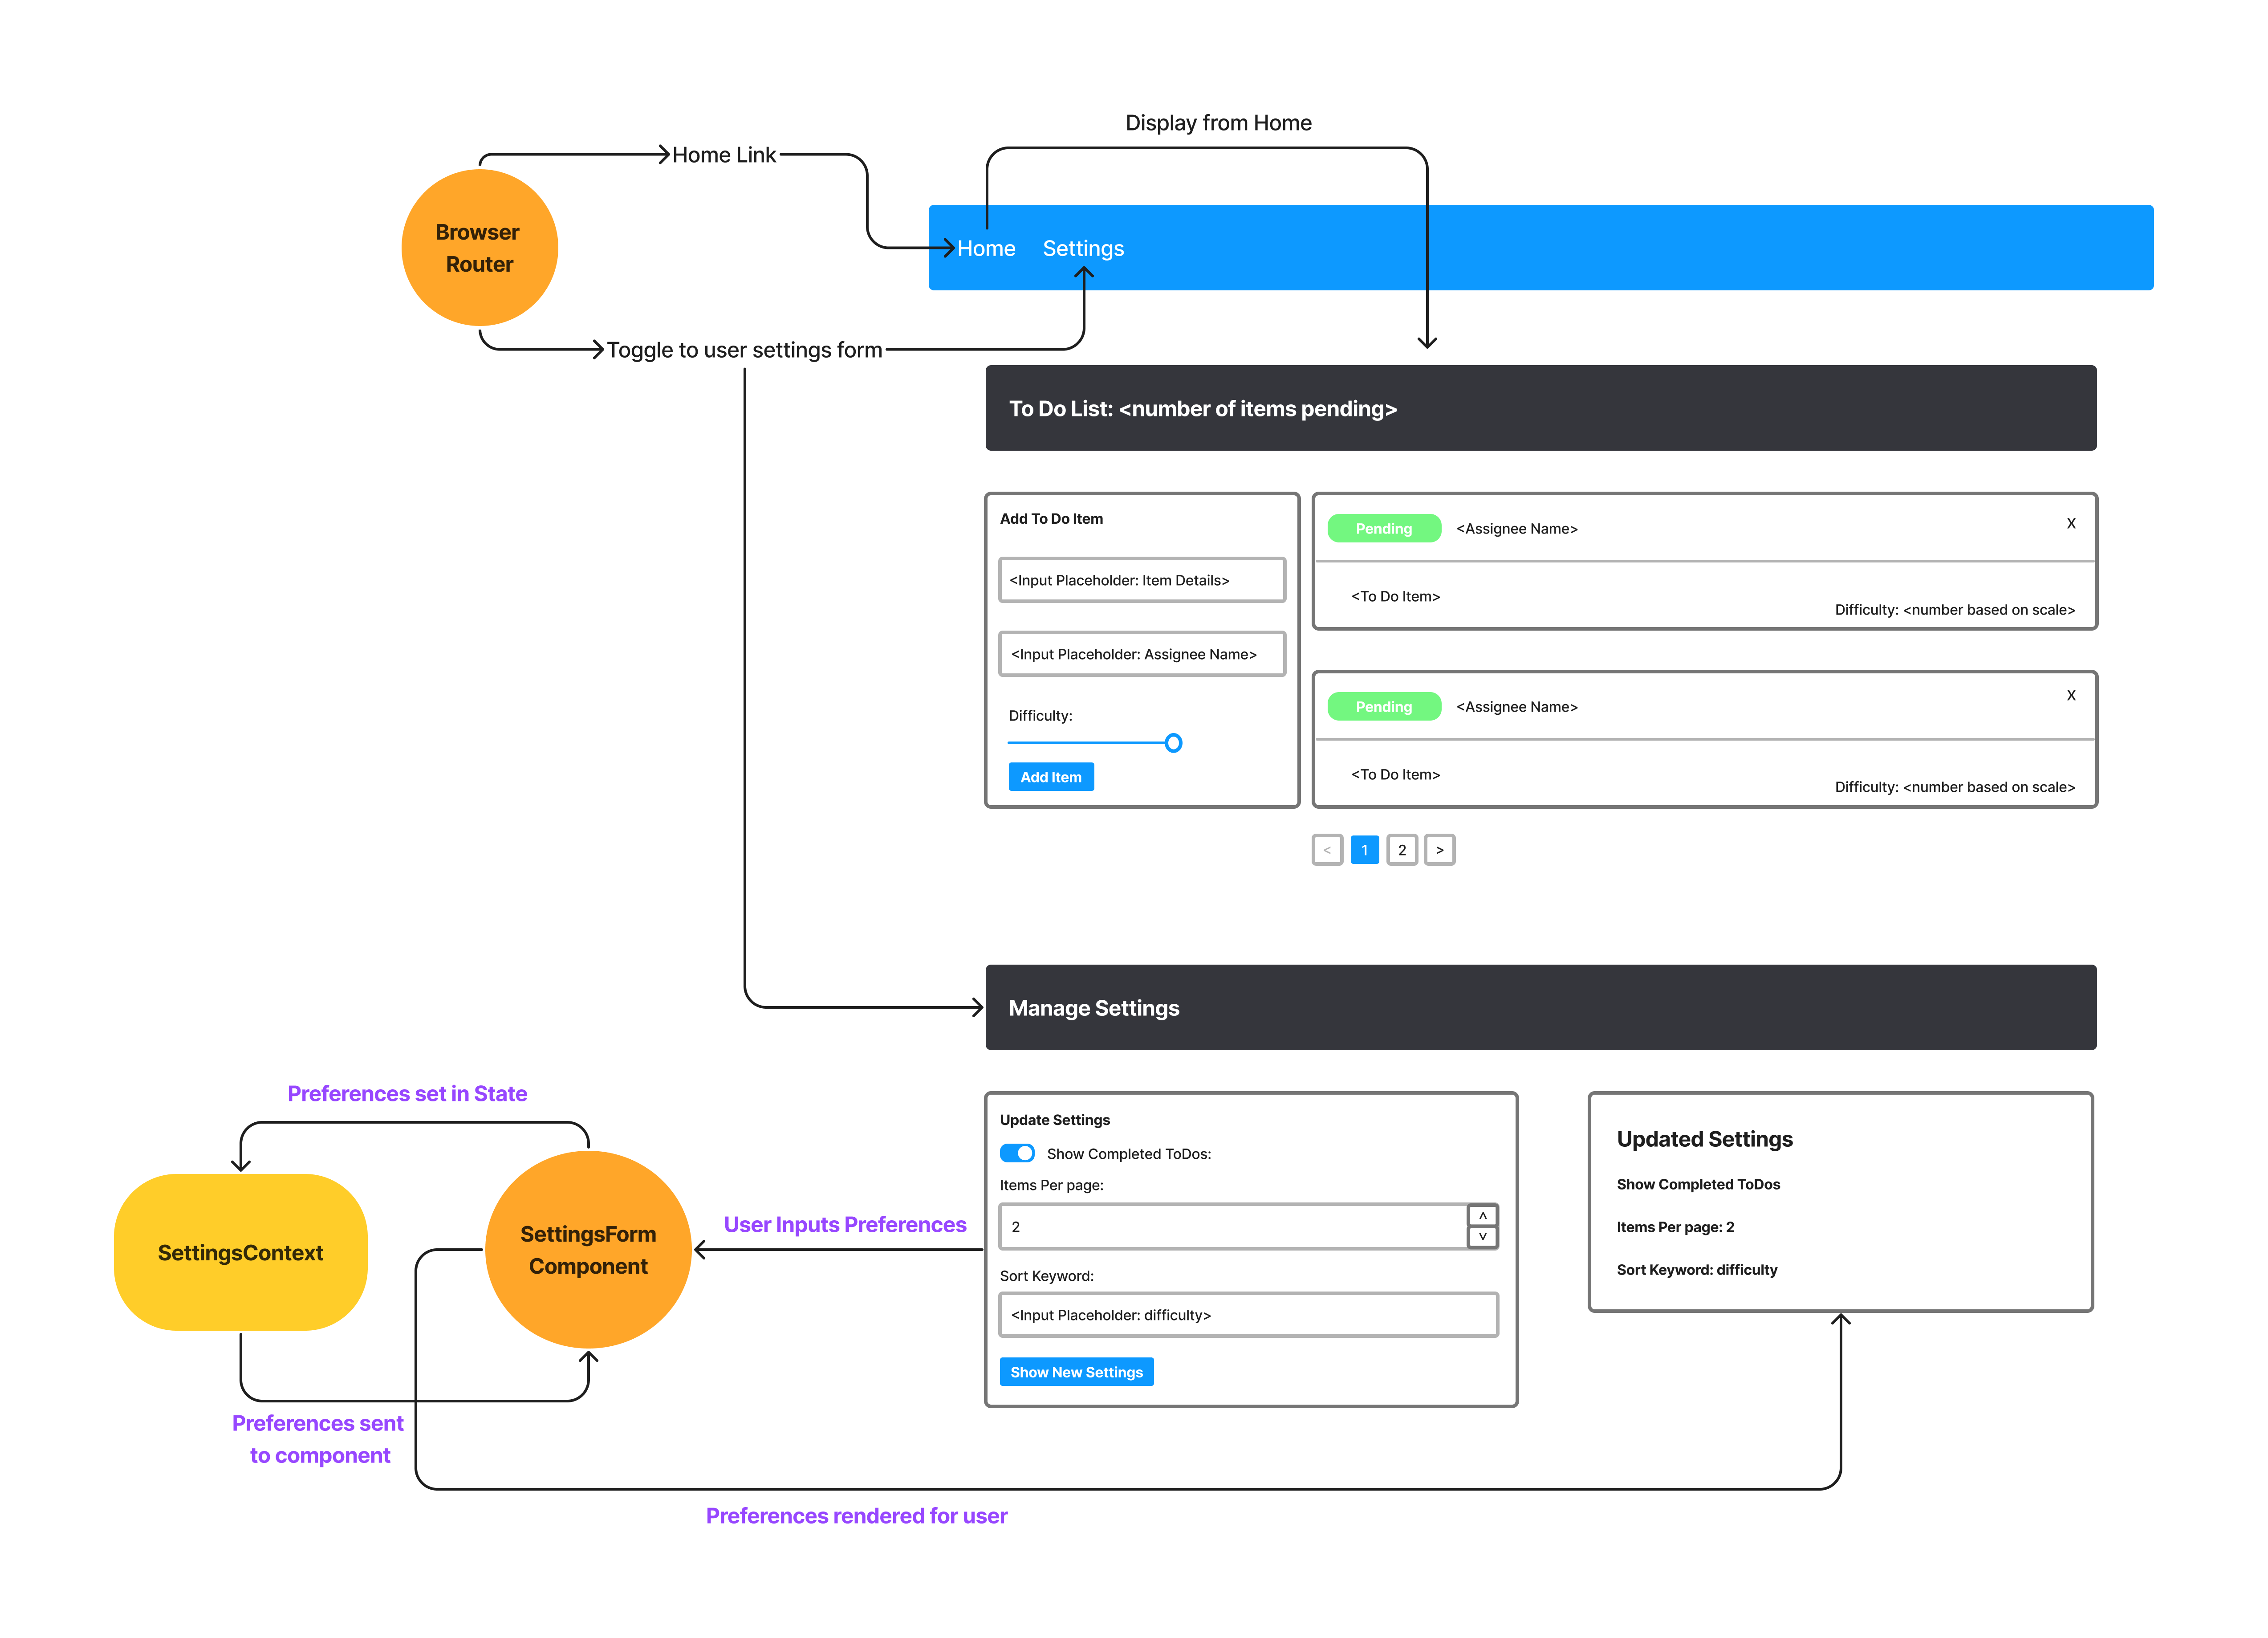 Display from Home
Home Link
Browser
Router
Home Settings
Toggle to user settings form
To Do List: <number of items pending>
Add To Do Item
<Input Placeholder: Item Details>
<Input Placeholder: Assignee Name>
Difficulty:
Add Item
Pending <Assignee Name> X
<To Do Item>
Difficulty: <number based on scale>
Pending <Assignee Name> X
<To Do Item>
Difficulty: <number based on scale>
< 1 2 >
Manage Settings
Preferences set in State
SettingsContext
SettingsForm
Component
User Inputs Preferences
Preferences sent
to component
Preferences rendered for user
Update Settings
Show Completed ToDos:
Items Per page:
2
^
v
Sort Keyword:
<Input Placeholder: difficulty>
Show New Settings
Updated Settings
Show Completed ToDos
Items Per page: 2
Sort Keyword: difficulty